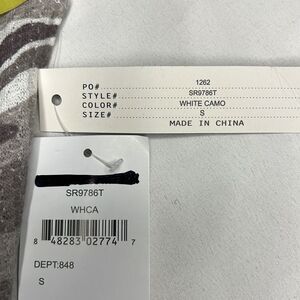 PO# 1262
STYLE# SR9786T
COLOR# WHITE CAMO
SIZE# S
MADE IN CHINA
SR9786T
WHCA
8 48283 02774 7
DEPT:848
S